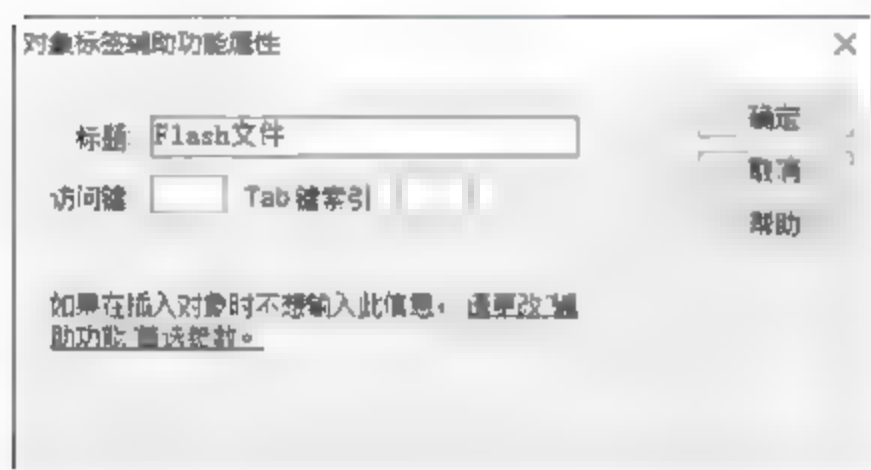 对象标签辅助功能属性
标题: Flash文件
确定
取消
访问键: Tab键索引:
帮助
如果在插入对象时不想输入此信息，请更改“辅
助功能”首选参数。